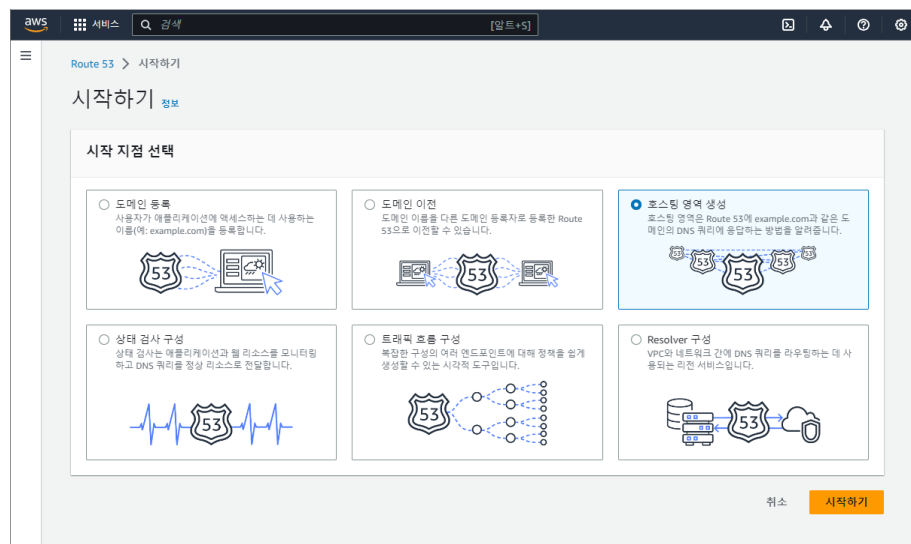 aws 서비스 검색 [알트+S]
Route 53 > 시작하기
시작하기 정보
시작 지점 선택
도메인 등록
사용자가 애플리케이션에 액세스하는 데 사용하는
이름(예: example.com)을 등록합니다.
53
도메인 이전
도메인 이름을 다른 도메인 등록자로 등록한 Route
53으로 이전할 수 있습니다.
53
호스팅 영역 생성
호스팅 영역은 Route 53에 example.com과 같은 도
메인의 DNS 쿼리에 응답하는 방법을 알려줍니다.
53 53 53 53 53
상태 검사 구성
상태 검사는 애플리케이션과 웹 리소스를 모니터링
하고 DNS 쿼리를 정상 리소스로 전달합니다.
53
트래픽 흐름 구성
복잡한 구성의 여러 엔드포인트에 대해 정책을 쉽게
생성할 수 있는 시각적 도구입니다.
53
Resolver 구성
VPC와 네트워크 간에 DNS 쿼리를 라우팅하는 데 사
용되는 리전 서비스입니다.
53
취소 시작하기